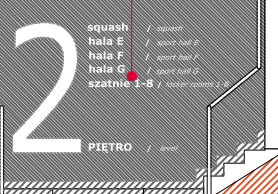 squash / squash
hala E / sport hall E
hala F / sport hall F
hala G / sport hall G
szatnie 1-8 / locker rooms 1-8
2 PIĘTRO / level